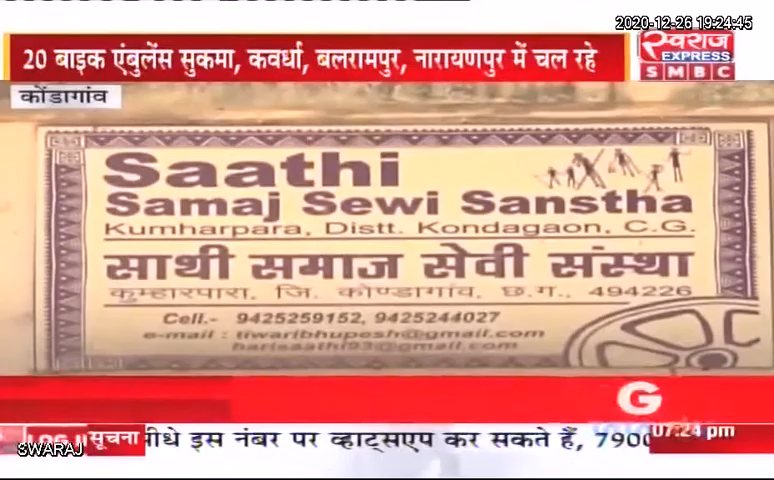 2020-12-26 19:24:45
20 बाइक एंबुलेंस सुकमा, कवर्धा, बलरामपुर, नारायणपुर में चल रहे
स्वराज
EXPRESS
SMBC
कोंडागांव
Saathi
Samaj Sewi Sanstha
Kumharpara, Distt. Kondagaon, C.G.
साथी समाज सेवी संस्था
कुम्हारपारा, जि. कोण्डागांव, छ.ग., 494226
Cell.- 9425259152, 9425244027
e-mail : tiwaribhupesh@gmail.com
harisaathi93@gmail.com
G
सूचना
इस नंबर पर व्हाट्सएप कर सकते हैं, 7900
07:24 pm
SWARAJ